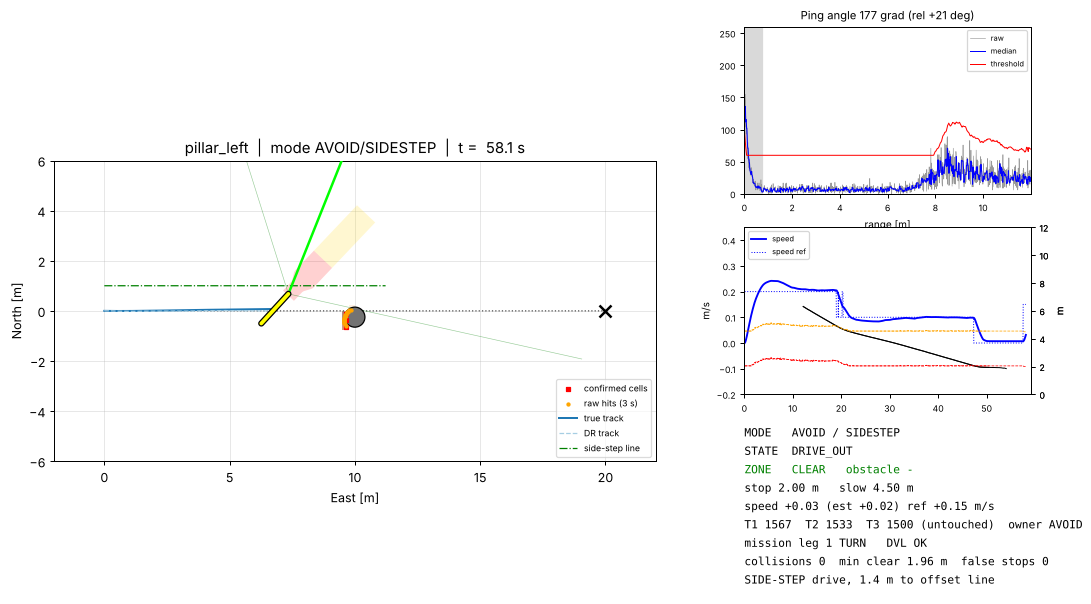 Ping angle 177 grad (rel +21 deg)
250
200
150
100
50
0
raw
median
threshold
0 2 4 6 8 10
range [m]
pillar_left | mode AVOID/SIDESTEP | t = 58.1 s
6
4
2
0
−2
−4
−6
North [m]
confirmed cells
raw hits (3 s)
true track
DR track
side-step line
0 5 10 15 20
East [m]
0.4
0.3
0.2
0.1
0.0
−0.1
−0.2
m/s
speed
speed ref
12
10
8
6
4
2
0
m
0 10 20 30 40 50
MODE AVOID / SIDESTEP
STATE DRIVE_OUT
ZONE CLEAR obstacle -
stop 2.00 m slow 4.50 m
speed +0.03 (est +0.02) ref +0.15 m/s
T1 1567 T2 1533 T3 1500 (untouched) owner AVOID
mission leg 1 TURN DVL OK
collisions 0 min clear 1.96 m false stops 0
SIDE-STEP drive, 1.4 m to offset line